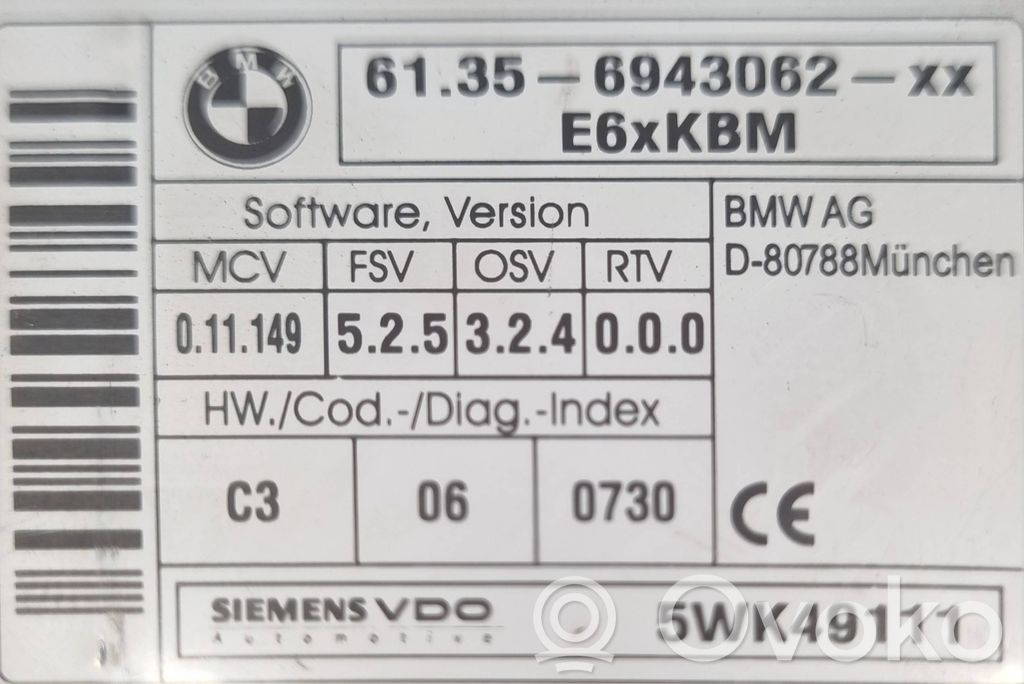 BMW
61.35-6943062-xx
E6xKBM
Software, Version
BMW AG
D-80788München
MCV FSV OSV RTV
0.11.149 5.2.5 3.2.4 0.0.0
HW./Cod.-/Diag.-Index
C3 06 0730
CE
SIEMENS VDO
Automotive
5WK49111
Ovoko